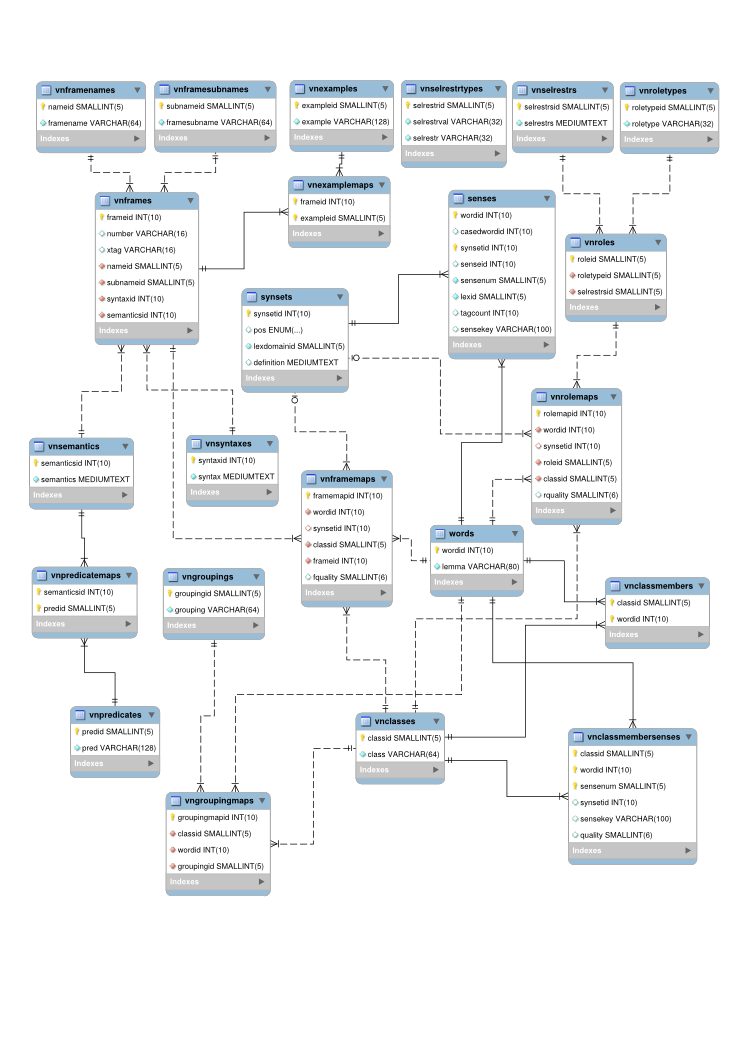 vnframenames
nameid SMALLINT(5)
framename VARCHAR(64)
Indexes
vnframesubnames
subnameid SMALLINT(5)
framesubname VARCHAR(64)
Indexes
vnexamples
exampleid SMALLINT(5)
example VARCHAR(128)
Indexes
vnselrestrtypes
selrestrid SMALLINT(5)
selrestrval VARCHAR(32)
selrestr VARCHAR(32)
Indexes
vnselrestrs
selrestrsid SMALLINT(5)
selrestrs MEDIUMTEXT
Indexes
vnroletypes
roletypeid SMALLINT(5)
roletype VARCHAR(32)
Indexes
vnframes
frameid INT(10)
number VARCHAR(16)
xtag VARCHAR(16)
nameid SMALLINT(5)
subnameid SMALLINT(5)
syntaxid INT(10)
semanticsid INT(10)
Indexes
vnexamplemaps
frameid INT(10)
exampleid SMALLINT(5)
Indexes
senses
wordid INT(10)
casedwordid INT(10)
synsetid INT(10)
senseid INT(10)
sensenum SMALLINT(5)
lexid SMALLINT(5)
tagcount INT(10)
sensekey VARCHAR(100)
Indexes
vnroles
roleid SMALLINT(5)
roletypeid SMALLINT(5)
selrestrsid SMALLINT(5)
Indexes
synsets
synsetid INT(10)
pos ENUM(...)
lexdomainid SMALLINT(5)
definition MEDIUMTEXT
Indexes
vnrolemaps
rolemapid INT(10)
wordid INT(10)
synsetid INT(10)
roleid SMALLINT(5)
classid SMALLINT(5)
rquality SMALLINT(6)
Indexes
vnsemantics
semanticsid INT(10)
semantics MEDIUMTEXT
Indexes
vnsyntaxes
syntaxid INT(10)
syntax MEDIUMTEXT
Indexes
vnframemaps
framemapid INT(10)
wordid INT(10)
synsetid INT(10)
classid SMALLINT(5)
frameid INT(10)
fquality SMALLINT(6)
Indexes
words
wordid INT(10)
lemma VARCHAR(80)
Indexes
vnpredicatemaps
semanticsid INT(10)
predid SMALLINT(5)
Indexes
vngroupings
groupingid SMALLINT(5)
grouping VARCHAR(64)
Indexes
vnclassmembers
classid SMALLINT(5)
wordid INT(10)
Indexes
vnpredicates
predid SMALLINT(5)
pred VARCHAR(128)
Indexes
vnclasses
classid SMALLINT(5)
class VARCHAR(64)
Indexes
vnclassmembersenses
classid SMALLINT(5)
wordid INT(10)
sensenum SMALLINT(5)
synsetid INT(10)
sensekey VARCHAR(100)
quality SMALLINT(6)
Indexes
vngroupingmaps
groupingmapid INT(10)
classid SMALLINT(5)
wordid INT(10)
groupingid SMALLINT(5)
Indexes